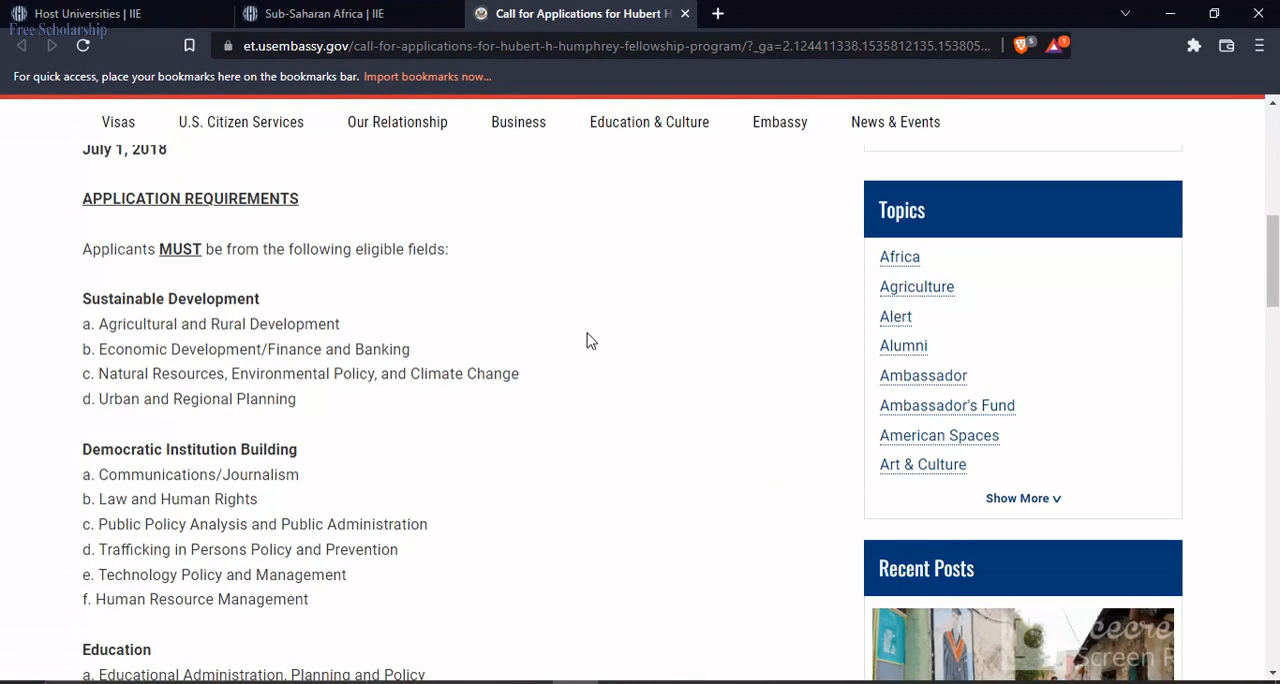 Host Universities | IIE
Sub-Saharan Africa | IIE
Call for Applications for Hubert H
Free Scholarship
et.usembassy.gov/call-for-applications-for-hubert-h-humphrey-fellowship-program/?_ga=2.124411338.1535812135.153805...
5
1
For quick access, place your bookmarks here on the bookmarks bar. Import bookmarks now...
Visas
U.S. Citizen Services
Our Relationship
Business
Education & Culture
Embassy
News & Events
July 1, 2018
APPLICATION REQUIREMENTS
Applicants MUST be from the following eligible fields:
Sustainable Development
a. Agricultural and Rural Development
b. Economic Development/Finance and Banking
c. Natural Resources, Environmental Policy, and Climate Change
d. Urban and Regional Planning
Democratic Institution Building
a. Communications/Journalism
b. Law and Human Rights
c. Public Policy Analysis and Public Administration
d. Trafficking in Persons Policy and Prevention
e. Technology Policy and Management
f. Human Resource Management
Education
a. Educational Administration, Planning and Policy
Topics
Africa
Agriculture
Alert
Alumni
Ambassador
Ambassador's Fund
American Spaces
Art & Culture
Show More
Recent Posts
Screen R